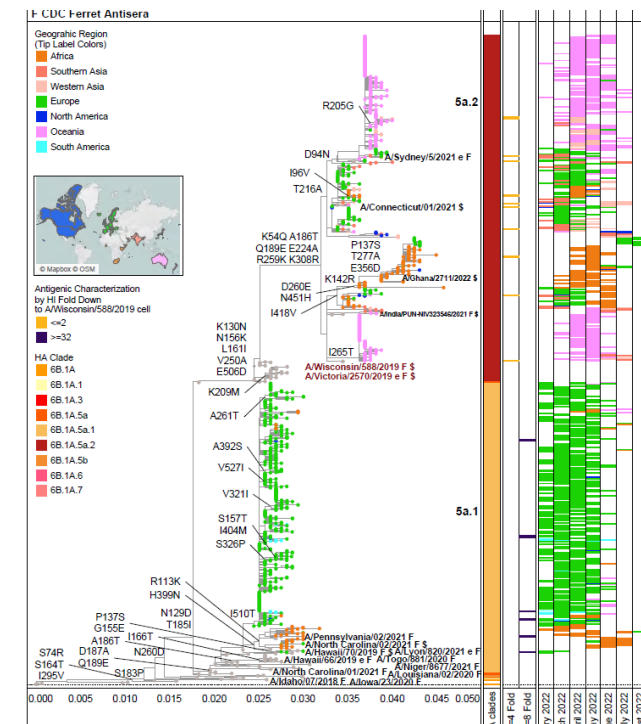 F CDC Ferret Antisera
Geograhic Region
(Tip Label Colors)
Africa
Southern Asia
Western Asia
Europe
North America
Oceania
South America
© Mapbox © OSM
Antigenic Characterization
by HI Fold Down
to A/Wisconsin/588/2019 cell
<=2
>=32
HA Clade
6B.1A
6B.1A.1
6B.1A.3
6B.1A.5a
6B.1A.5a.1
6B.1A.5a.2
6B.1A.5b
6B.1A.6
6B.1A.7
5a.2
R205G
D94N
A/Sydney/5/2021 e F
I96V
T216A
A/Connecticut/01/2021 $
K54Q A186T
Q189E E224A
R259K K308R
P137S
T277A
E356D
K142R
A/Ghana/2711/2022 $
D260E
N451H
I418V
A/India/PUN-NIV323546/2021 F $
K130N
N156K
L161I
V250A
E506D
I265T
A/Wisconsin/588/2019 F $
A/Victoria/2570/2019 e F $
K209M
A261T
A392S
V527I
V321I
5a.1
S157T
I404M
S326P
R113K
H399N
I510T
N129D
T185I
P137S
G155E
A186T
I166T
D187A
N260D
Q189E
S74R
S164T
I295V
S183P
A/Pennsylvania/02/2021 F
A/North Carolina/02/2021 F $
A/Hawaii/70/2019 F $
A/Lyon/820/2021 e F
A/Hawaii/66/2019 e F
A/Togo/881/2020 F
A/Niger/8677/2021 F
A/North Carolina/01/2021 F
A/Louisiana/02/2020 F
A/Idaho/07/2018 F
A/Iowa/23/2020 F
0.000 0.005 0.010 0.015 0.020 0.025 0.030 0.035 0.040 0.045 0.050
clades
=4 Fold
=8 Fold
2022
2022
2022
2022
2022